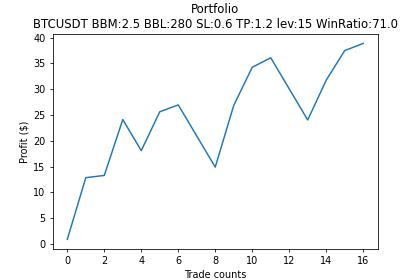 Portfolio
BTCUSDT BBM:2.5 BBL:280 SL:0.6 TP:1.2 lev:15 WinRatio:71.0
40
35
30
25
20
15
10
5
0
Profit ($)
0 2 4 6 8 10 12 14 16
Trade counts